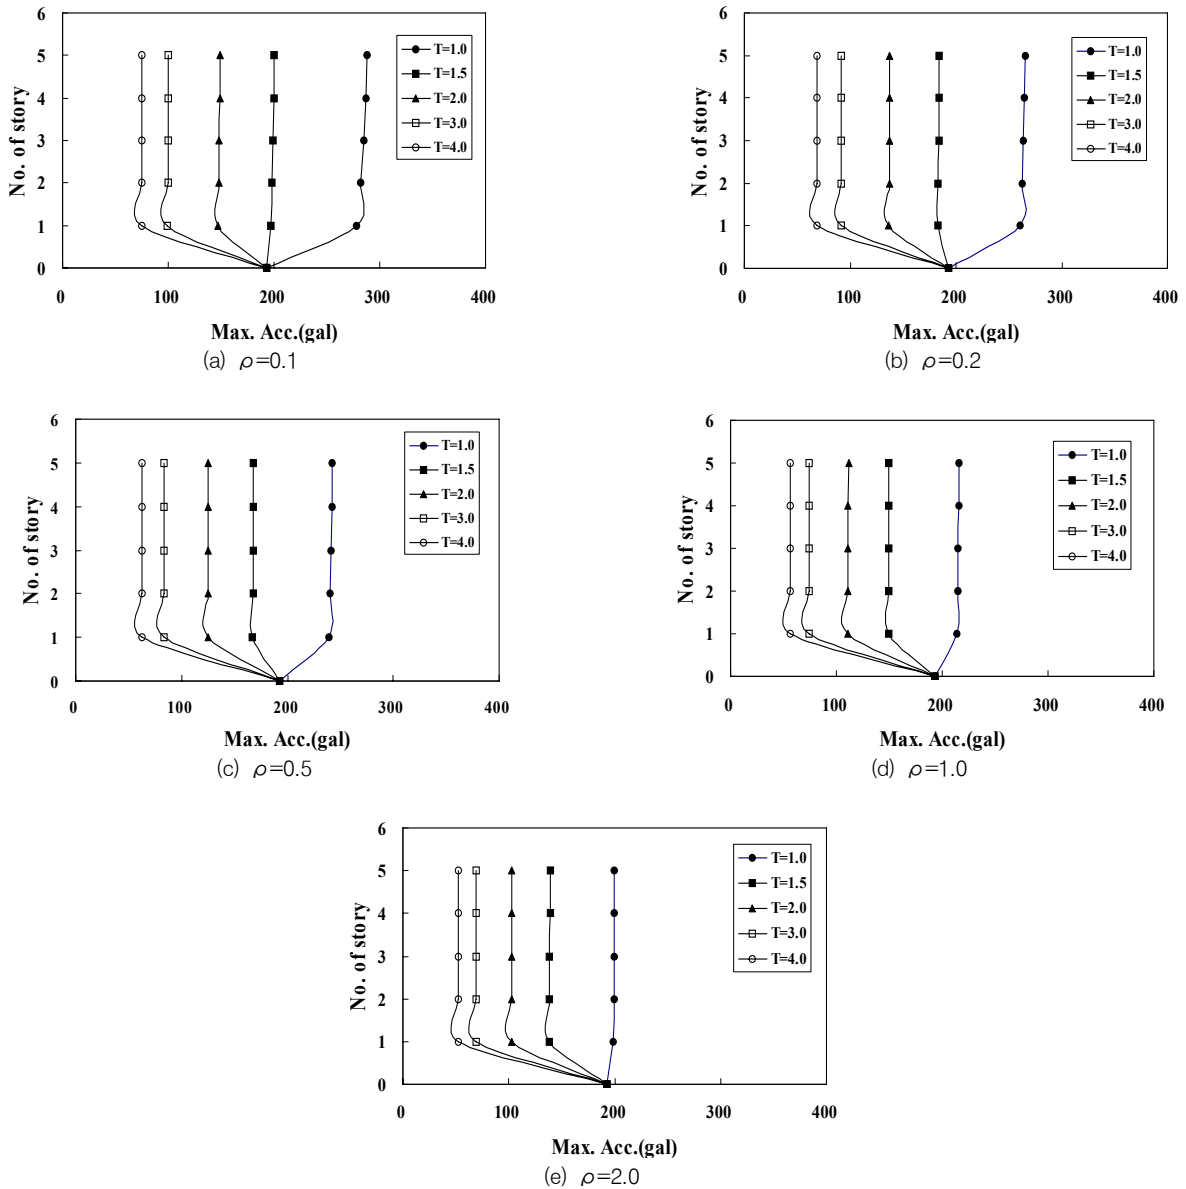 6
5
4
3
2
1
0
No. of story
0
100
200
300
400
Max. Acc.(gal)
T=1.0
T=1.5
T=2.0
T=3.0
T=4.0
(a) ρ=0.1
6
5
4
3
2
1
0
No. of story
0
100
200
300
400
Max. Acc.(gal)
T=1.0
T=1.5
T=2.0
T=3.0
T=4.0
(b) ρ=0.2
6
5
4
3
2
1
0
No. of story
0
100
200
300
400
Max. Acc.(gal)
T=1.0
T=1.5
T=2.0
T=3.0
T=4.0
(c) ρ=0.5
6
5
4
3
2
1
0
No. of story
0
100
200
300
400
Max. Acc.(gal)
T=1.0
T=1.5
T=2.0
T=3.0
T=4.0
(d) ρ=1.0
6
5
4
3
2
1
0
No. of story
0
100
200
300
400
Max. Acc.(gal)
T=1.0
T=1.5
T=2.0
T=3.0
T=4.0
(e) ρ=2.0